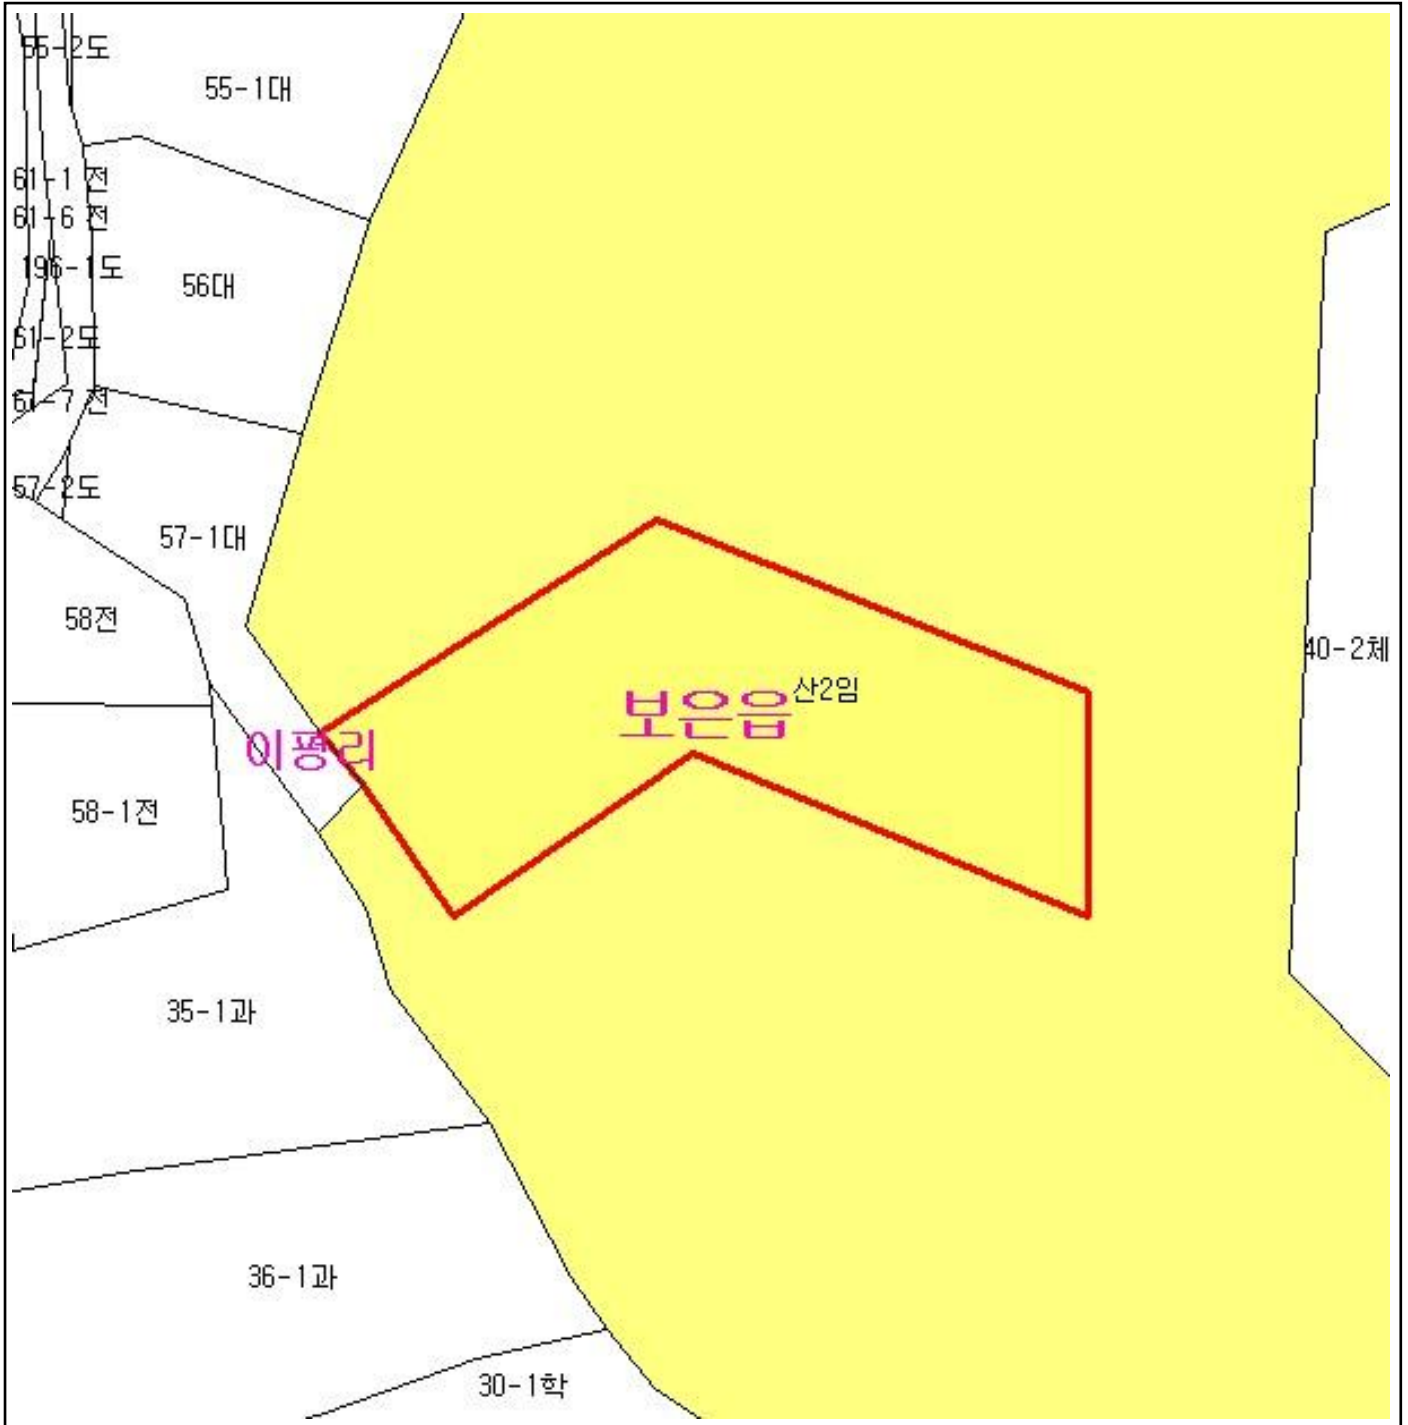 55-2도
55-1대
61-1 전
61-6 전
196-1도
56대
61-2도
61-7 전
57-2도
57-1대
58전
40-2체
산2임
보은읍
이평리
58-1전
35-1과
36-1과
30-1학